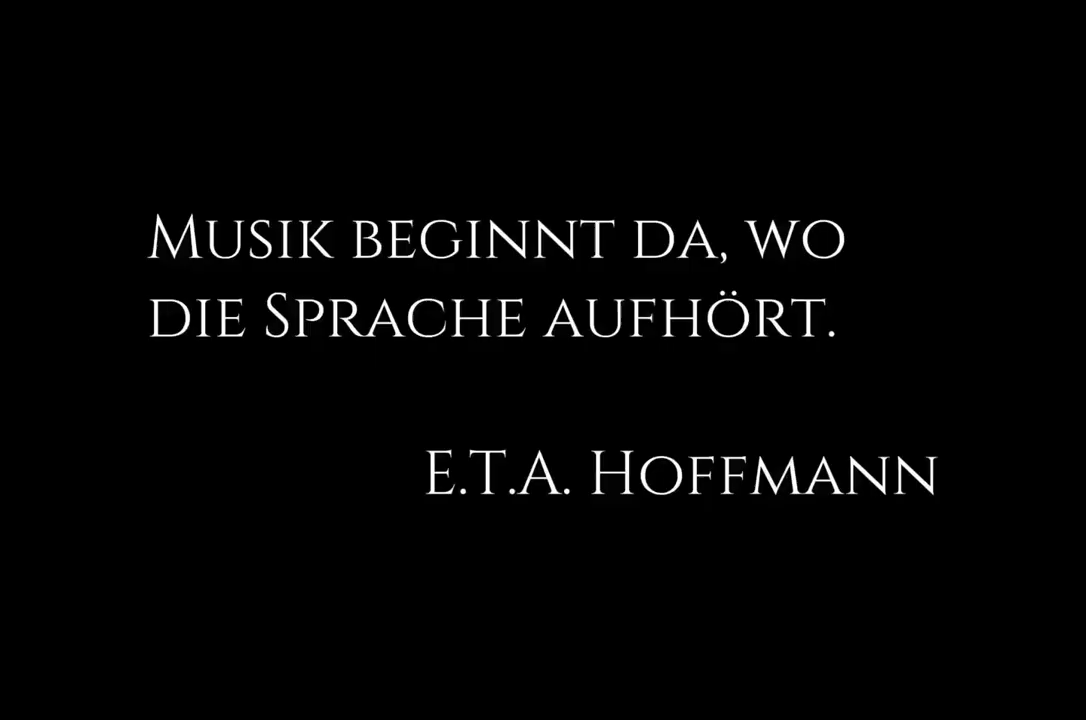 Musik beginnt da, wo
die Sprache aufhört.
E.T.A. Hoffmann